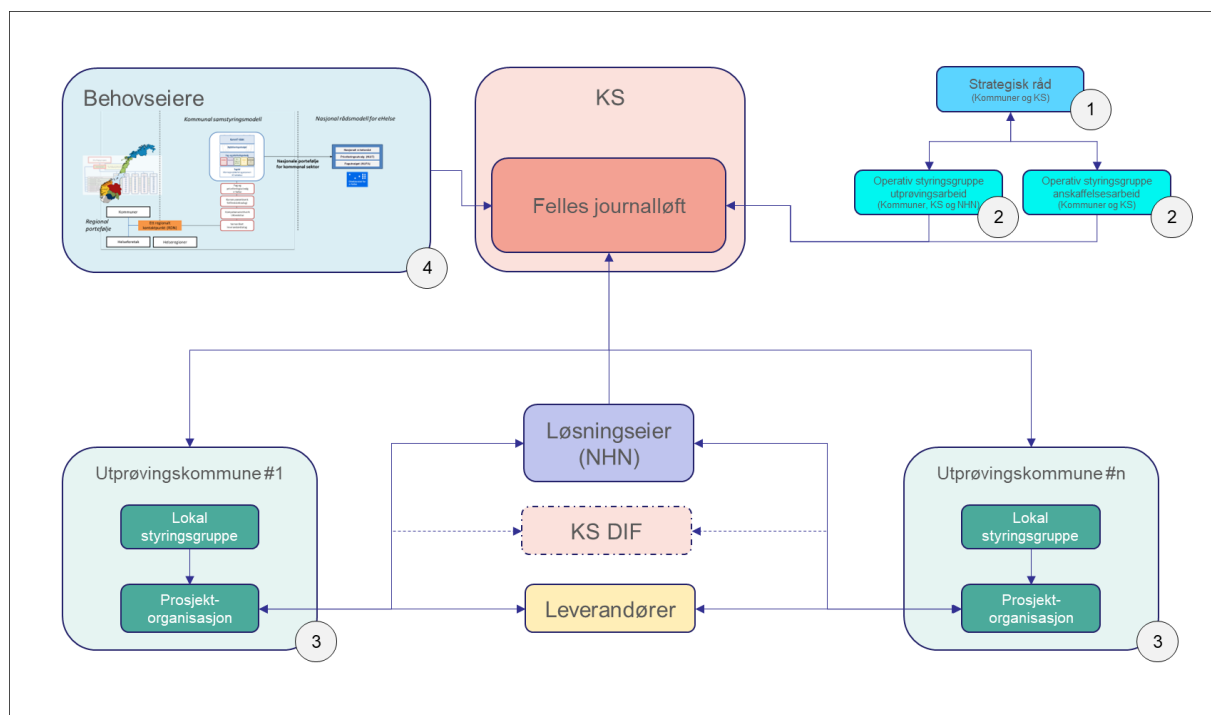 Behovseiere
Kommunal samstyringsmodell
Nasjonal rådsmodell for eHelse
Nasjonale portefølje
for kommunal sektor
Regional
portefølje
Kommuner
Helseforetak
Helseregioner
KS
Felles journalløft
Strategisk råd
(Kommuner og KS)
1
Operativ styringsgruppe
utprøvingsarbeid
(Kommuner, KS og NHN)
2
Operativ styringsgruppe
anskaffelsesarbeid
(Kommuner og KS)
2
4
Løsningseier
(NHN)
KS DIF
Leverandører
Utprøvingskommune #1
Lokal
styringsgruppe
Prosjekt-
organisasjon
3
Utprøvingskommune #n
Lokal
styringsgruppe
Prosjekt-
organisasjon
3